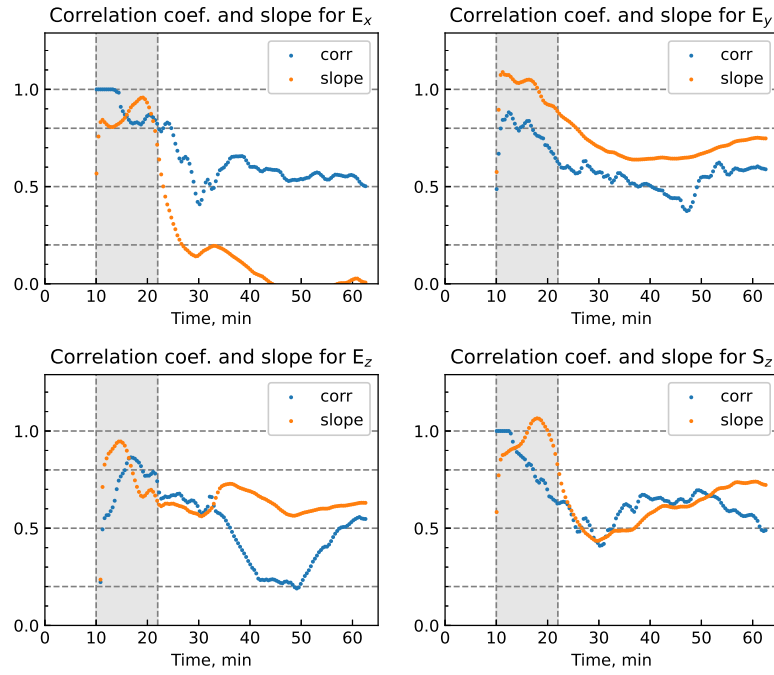 Correlation coef. and slope for E_x
corr
slope
1.0
0.5
0.0
0 10 20 30 40 50 60
Time, min
Correlation coef. and slope for E_y
corr
slope
1.0
0.5
0.0
0 10 20 30 40 50 60
Time, min
Correlation coef. and slope for E_z
corr
slope
1.0
0.5
0.0
0 10 20 30 40 50 60
Time, min
Correlation coef. and slope for S_z
corr
slope
1.0
0.5
0.0
0 10 20 30 40 50 60
Time, min